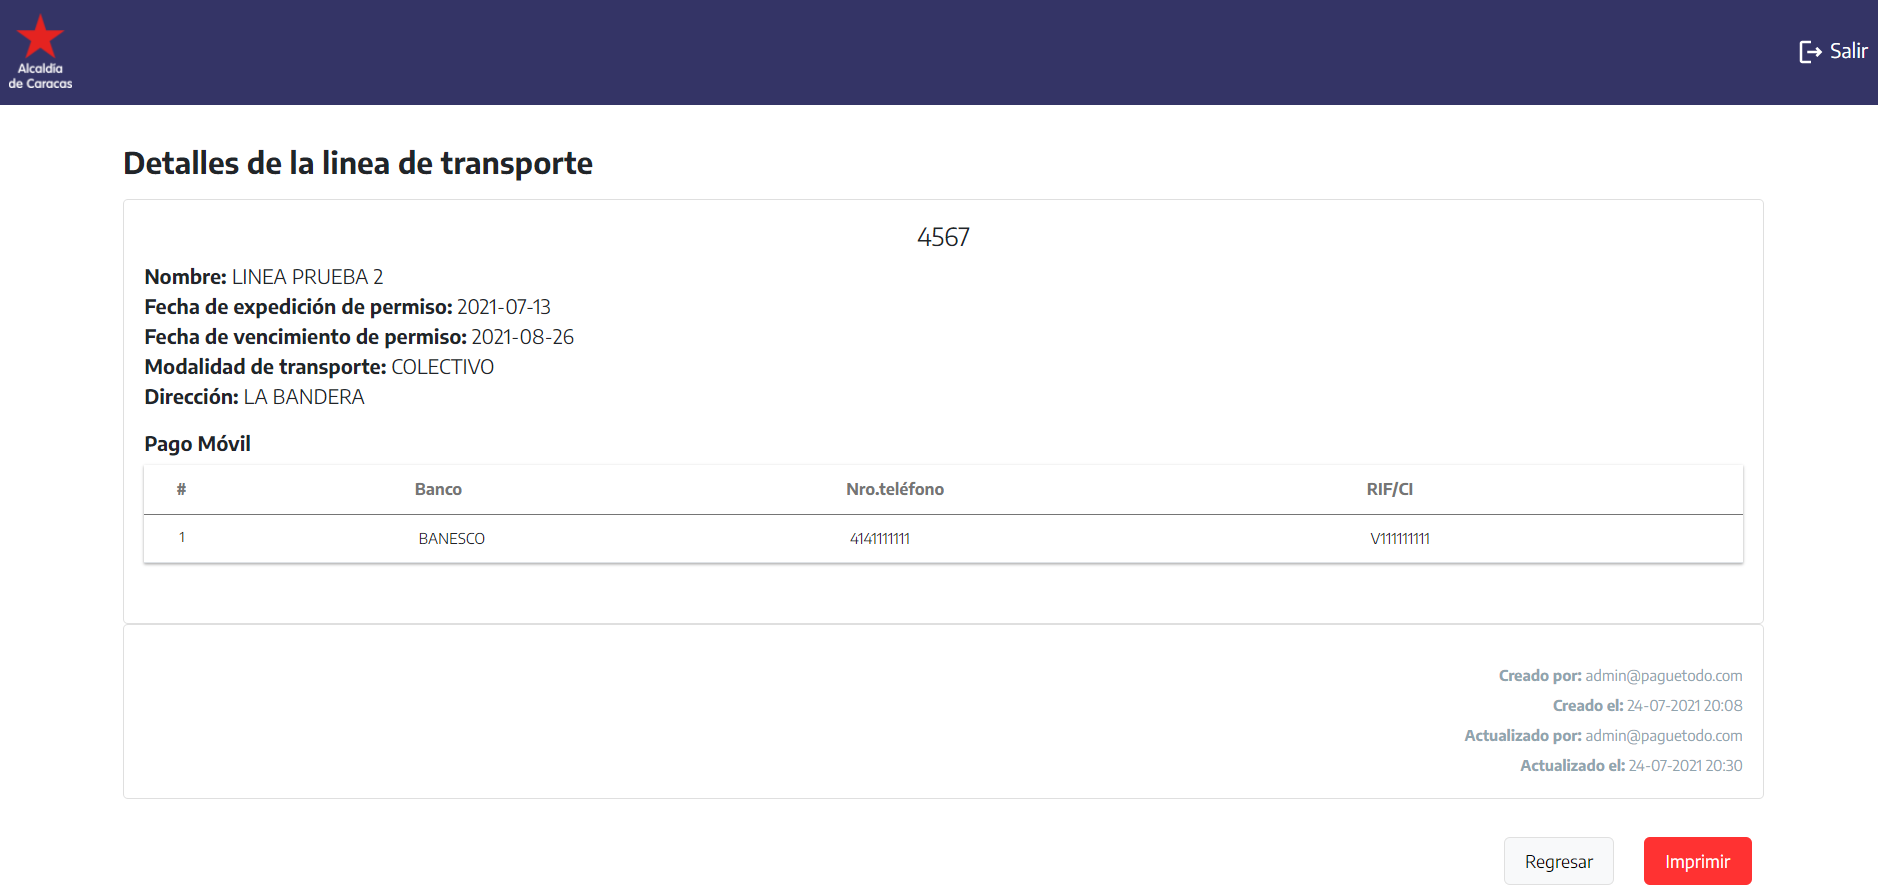 Alcaldía
de Caracas
Salir
Detalles de la linea de transporte
4567
Nombre: LINEA PRUEBA 2
Fecha de expedición de permiso: 2021-07-13
Fecha de vencimiento de permiso: 2021-08-26
Modalidad de transporte: COLECTIVO
Dirección: LA BANDERA
Pago Móvil
# Banco Nro.teléfono RIF/CI
1 BANESCO 4141111111 V111111111
Creado por: admin@paguetodo.com
Creado el: 24-07-2021 20:08
Actualizado por: admin@paguetodo.com
Actualizado el: 24-07-2021 20:30
Regresar Imprimir